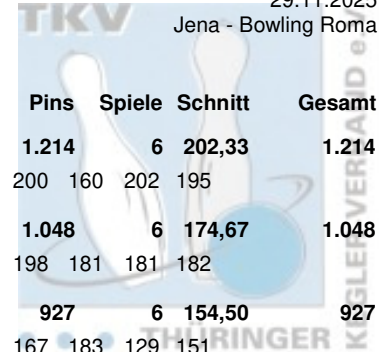 29.11.2025
TKV
Jena - Bowling Roma
Pins Spiele Schnitt Gesamt
1.214 6 202,33 1.214
200 160 202 195
1.048 6 174,67 1.048
198 181 181 182
927 6 154,50 927
167 183 129 151
THÜRINGER
KEGLER VERBAND e.V.